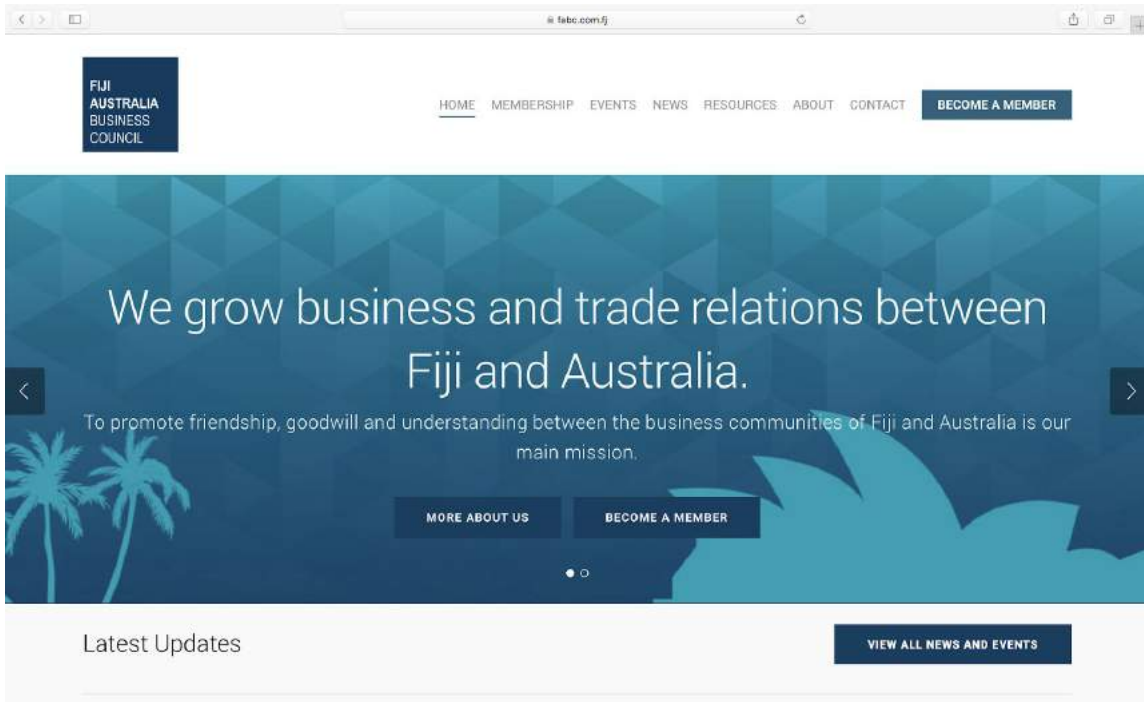 fabc.com.fj
FIJI
AUSTRALIA
BUSINESS
COUNCIL
HOME MEMBERSHIP EVENTS NEWS RESOURCES ABOUT CONTACT BECOME A MEMBER
We grow business and trade relations between
Fiji and Australia.
To promote friendship, goodwill and understanding between the business communities of Fiji and Australia is our
main mission.
MORE ABOUT US BECOME A MEMBER
Latest Updates VIEW ALL NEWS AND EVENTS